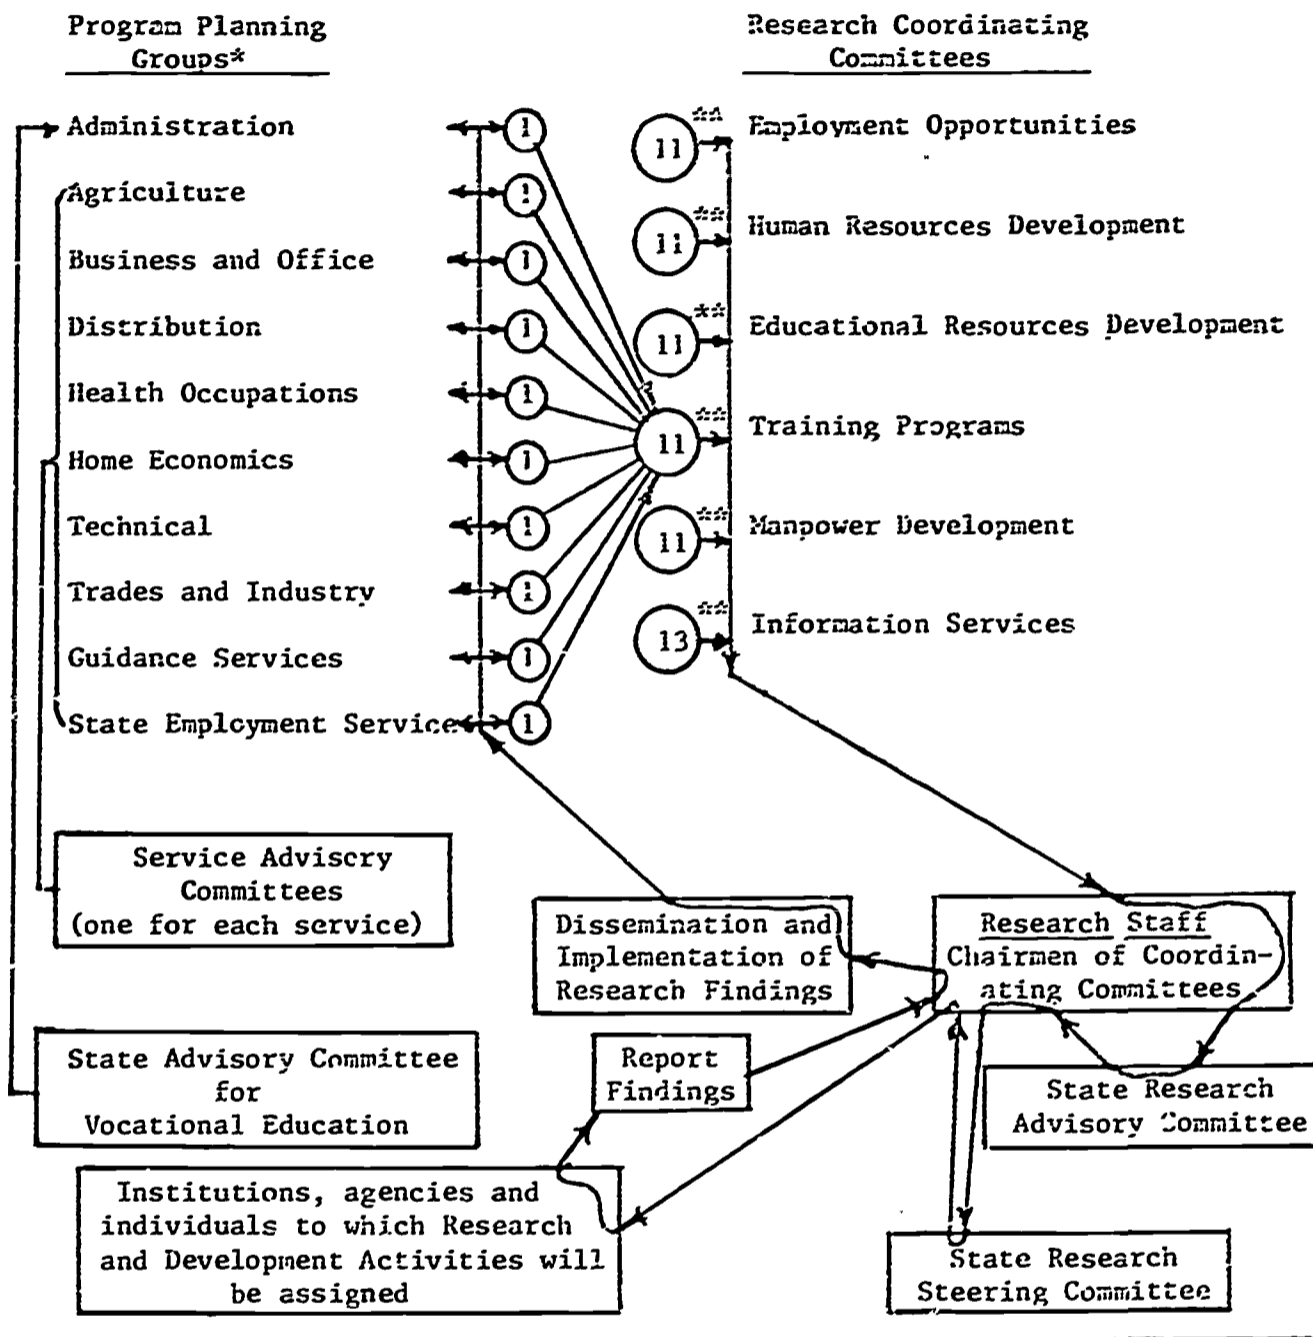 Program Planning
Groups*
Research Coordinating
Committees
Administration
1
11
**
Employment Opportunities
Agriculture
1
11
**
Human Resources Development
Business and Office
1
Distribution
1
11
**
Educational Resources Development
Health Occupations
1
11
**
Training Programs
Home Economics
1
Technical
1
11
**
Manpower Development
Trades and Industry
1
13
**
Information Services
Guidance Services
1
State Employment Service
1
Service Advisory
Committees
(one for each service)
Dissemination and
Implementation of
Research Findings
Research Staff
Chairmen of Coordin-
ating Committees
State Advisory Committee
for
Vocational Education
Report
Findings
State Research
Advisory Committee
Institutions, agencies and
individuals to which Research
and Development Activities will
be assigned
State Research
Steering Committee